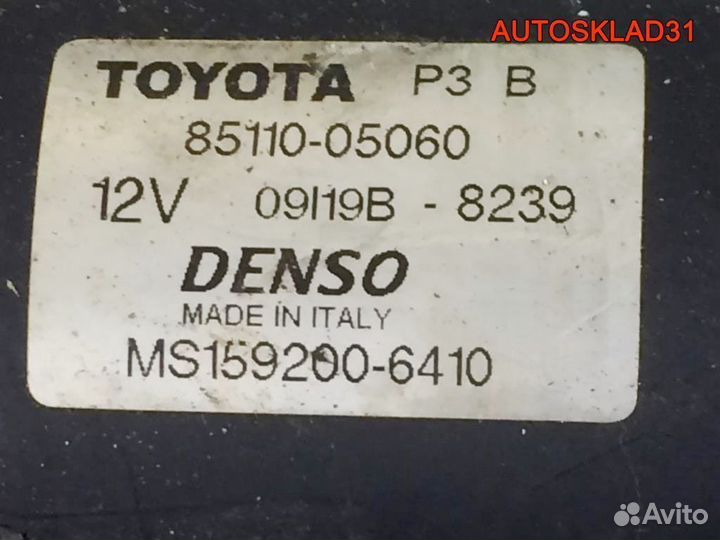 AUTOSKLAD31
TOYOTA P3 B
85110-05060
12V 09I19B - 8239
DENSO
MADE IN ITALY
MS159200-6410
Avito